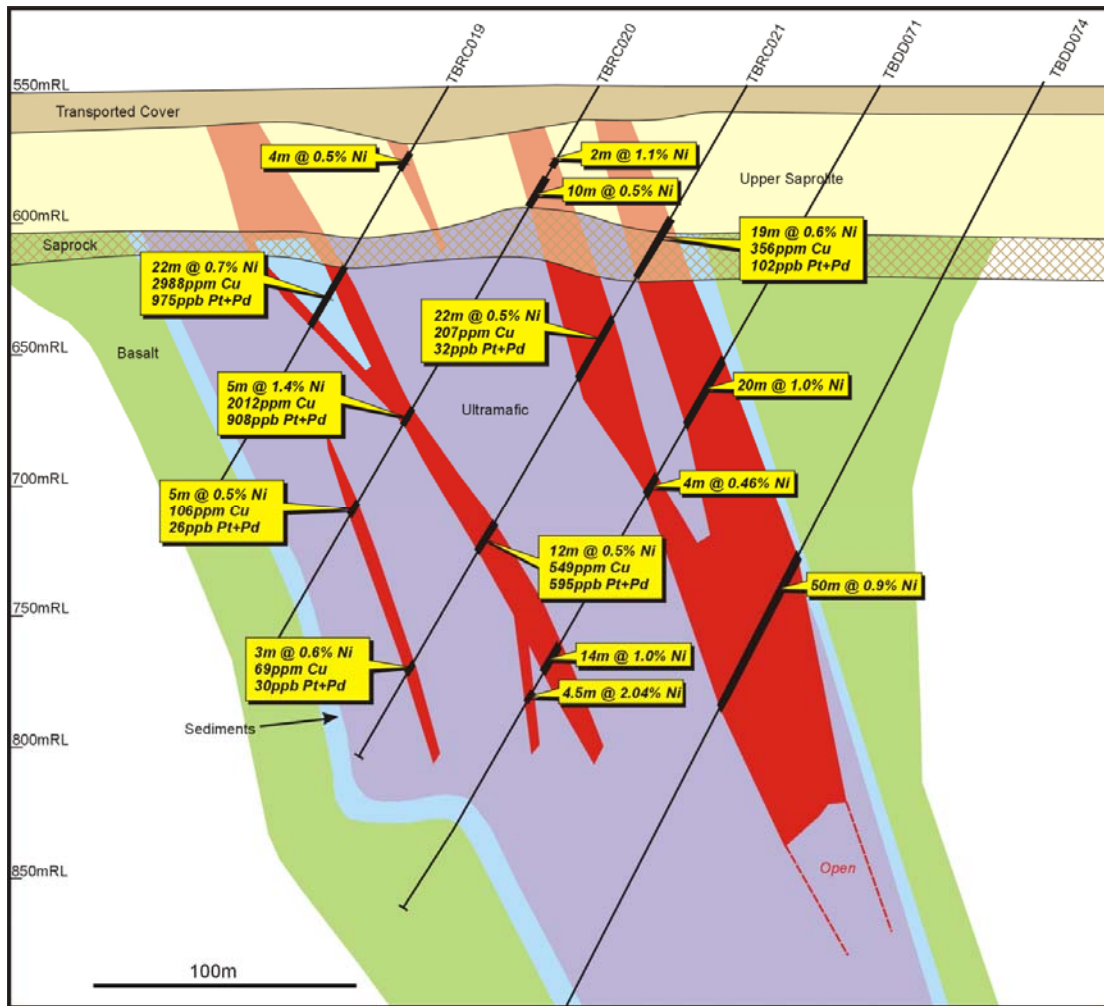 TBRC019
TBRC020
TBRC021
TBDD071
TBDD074
550mRL
Transported Cover
4m @ 0.5% Ni
2m @ 1.1% Ni
10m @ 0.5% Ni
Upper Saprolite
600mRL
Saprock
19m @ 0.6% Ni
356ppm Cu
102ppb Pt+Pd
22m @ 0.7% Ni
2988ppm Cu
975ppb Pt+Pd
22m @ 0.5% Ni
207ppm Cu
32ppb Pt+Pd
650mRL
Basalt
5m @ 1.4% Ni
2012ppm Cu
908ppb Pt+Pd
Ultramafic
20m @ 1.0% Ni
700mRL
5m @ 0.5% Ni
106ppm Cu
26ppb Pt+Pd
4m @ 0.46% Ni
12m @ 0.5% Ni
549ppm Cu
595ppb Pt+Pd
750mRL
50m @ 0.9% Ni
3m @ 0.6% Ni
69ppm Cu
30ppb Pt+Pd
14m @ 1.0% Ni
4.5m @ 2.04% Ni
Sediments
800mRL
850mRL
Open
100m